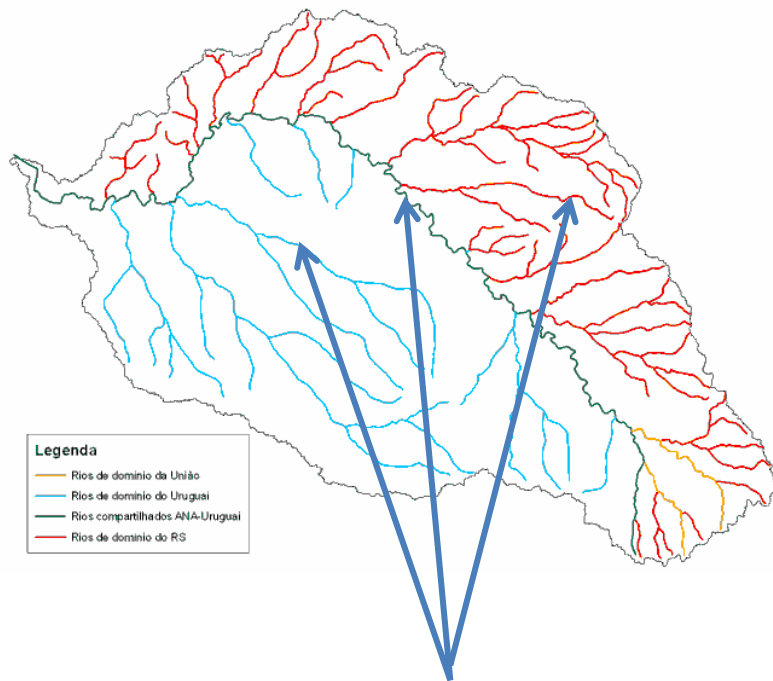 Legenda
Rios de domínio da União
Rios de domínio do Uruguai
Rios compartilhados ANA-Uruguai
Rios de domínio do RS